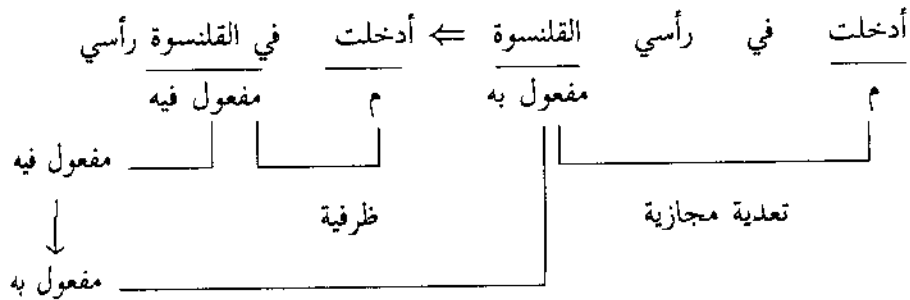 أدخلت في رأسي القلنسوة ⇐ أدخلت في القلنسوة رأسي
م مفعول به م مفعول فيه
مفعول فيه
تعدية مجازية ظرفية
مفعول به